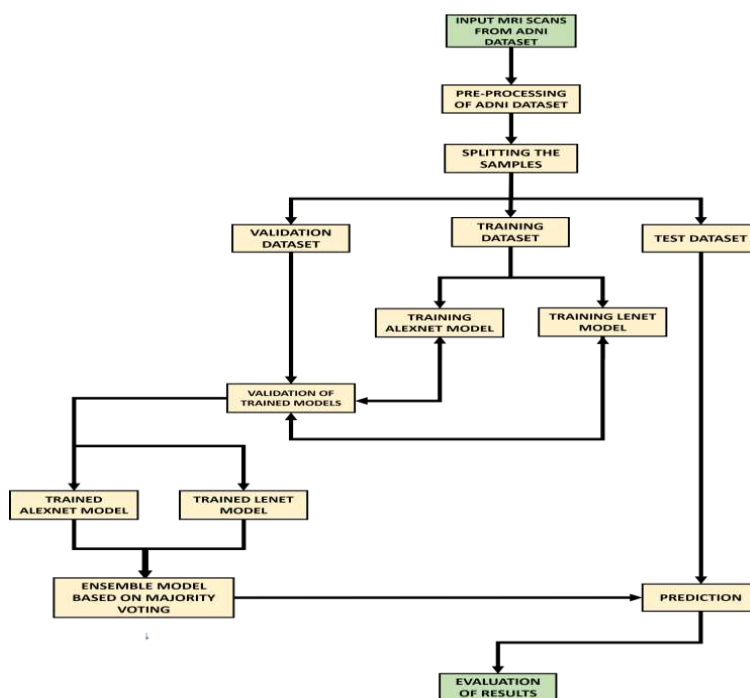 INPUT MRI SCANS
FROM ADNI
DATASET
PRE-PROCESSING
OF ADNI DATASET
SPLITTING THE
SAMPLES
VALIDATION
DATASET
TRAINING
DATASET
TEST DATASET
TRAINING
ALEXNET MODEL
TRAINING LENET
MODEL
VALIDATION OF
TRAINED MODELS
TRAINED
ALEXNET MODEL
TRAINED LENET
MODEL
ENSEMBLE MODEL
BASED ON MAJORITY
VOTING
PREDICTION
EVALUATION
OF RESULTS